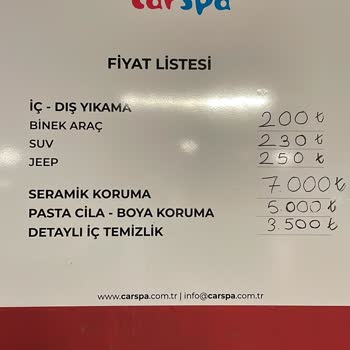 carspa
FİYAT LİSTESİ
İÇ - DIŞ YIKAMA
BİNEK ARAÇ 200 ₺
SUV 230 ₺
JEEP 250 ₺
SERAMİK KORUMA 7.000 ₺
PASTA CİLA - BOYA KORUMA 5.000 ₺
DETAYLI İÇ TEMİZLİK 3.500 ₺
www.carspa.com.tr | info@carspa.com.tr